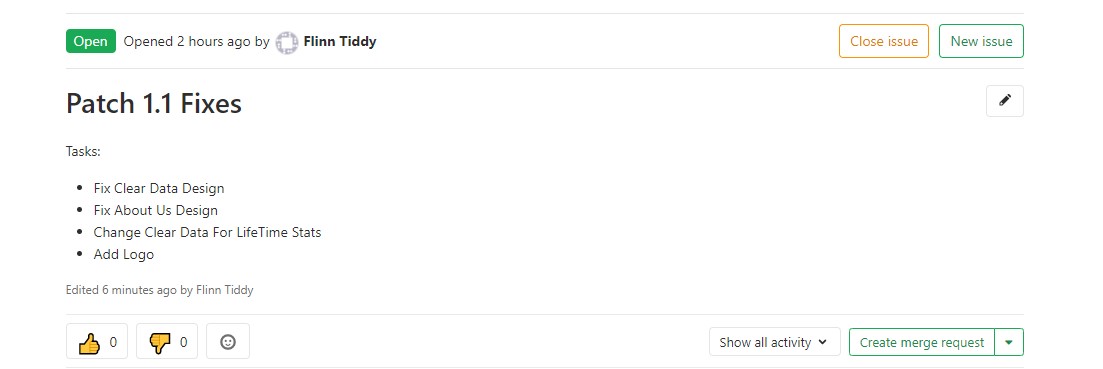 Open Opened 2 hours ago by Flinn Tiddy Close issue New issue
Patch 1.1 Fixes
Tasks:
• Fix Clear Data Design
• Fix About Us Design
• Change Clear Data For LifeTime Stats
• Add Logo
Edited 6 minutes ago by Flinn Tiddy
0 0 Show all activity Create merge request